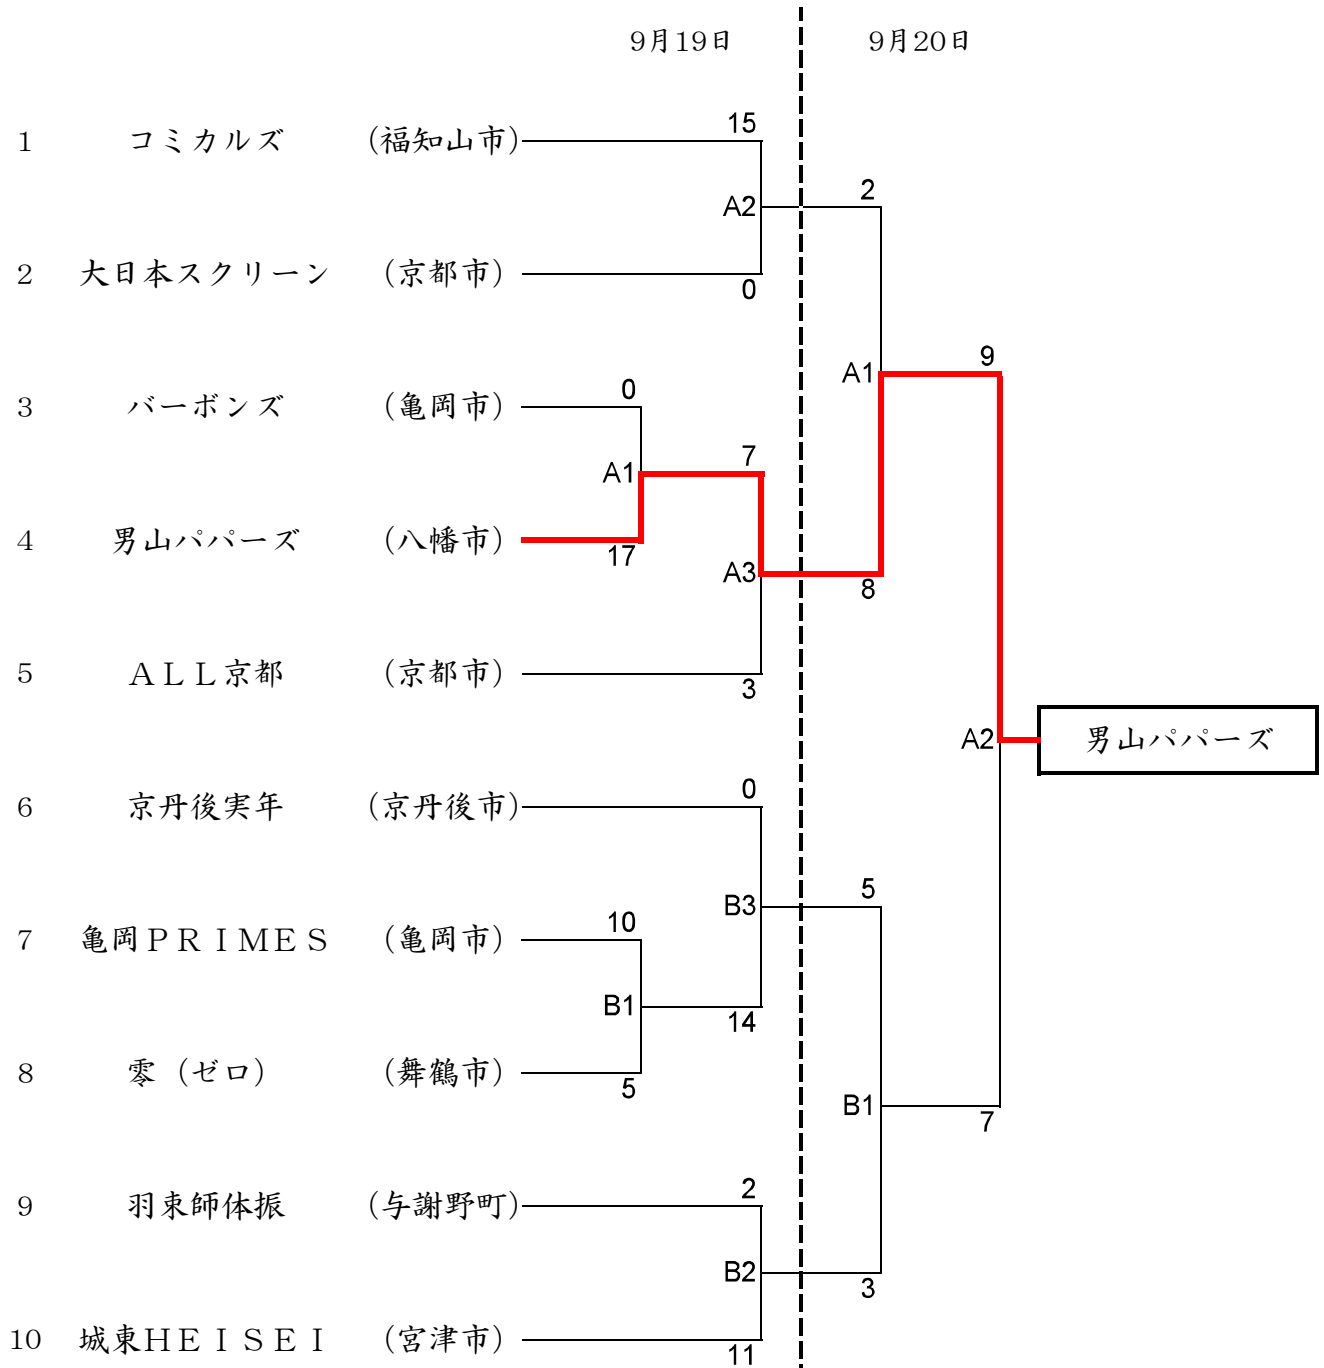 9月19日 9月20日
15
1 コミカルズ (福知山市)
A2 2
2 大日本スクリーン (京都市)
0
9
A1
0
3 バーボンズ (亀岡市)
7
A1
4 男山パパーズ (八幡市)
17
A3
8
5 ALL京都 (京都市)
3
A2 男山パパーズ
0
6 京丹後実年 (京丹後市)
5
B3
10
7 亀岡PRIMES (亀岡市)
B1
14
8 零（ゼロ） (舞鶴市)
5
B1
7
2
9 羽束師体振 (与謝野町)
B2
3
10 城東HEISEI (宮津市)
11